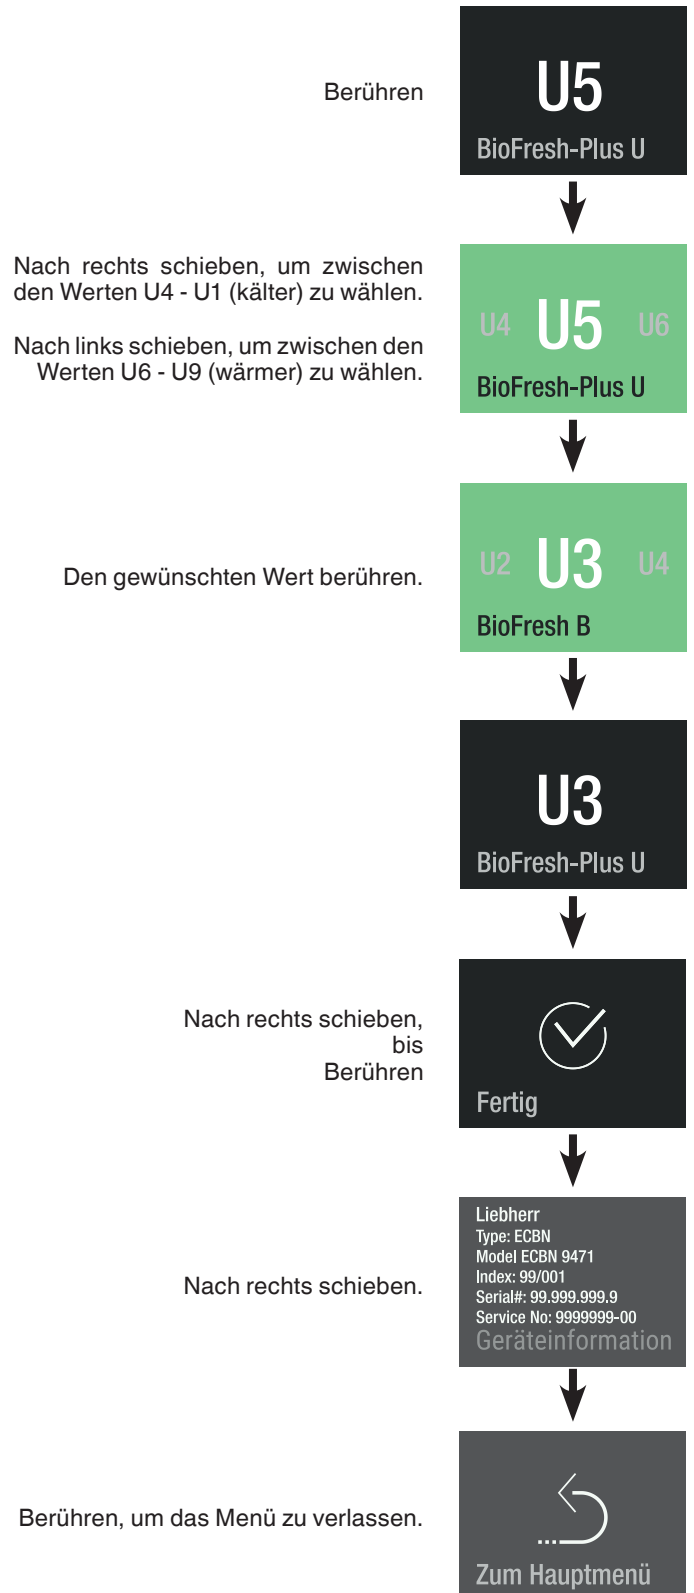 Berühren
U5
BioFresh-Plus U
Nach rechts schieben, um zwischen
den Werten U4 - U1 (kälter) zu wählen.
Nach links schieben, um zwischen den
Werten U6 - U9 (wärmer) zu wählen.
U4 U5 U6
BioFresh-Plus U
Den gewünschten Wert berühren.
U2 U3 U4
BioFresh B
U3
BioFresh-Plus U
Nach rechts schieben,
bis
Berühren
Fertig
Nach rechts schieben.
Liebherr
Type: ECBN
Model ECBN 9471
Index: 99/001
Serial#: 99.999.999.9
Service No: 9999999-00
Geräteinformation
Berühren, um das Menü zu verlassen.
Zum Hauptmenü